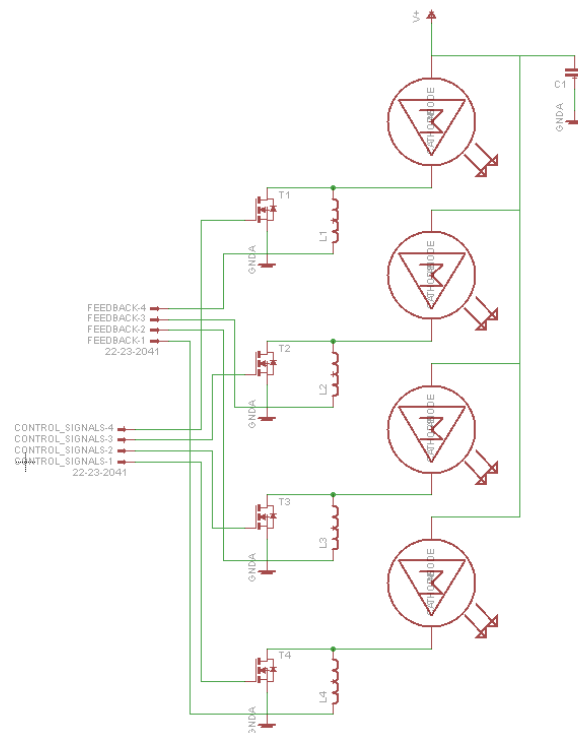 V+
C1
GNDA
T1
L1
GNDA
FEEDBACK-4
FEEDBACK-3
FEEDBACK-2
FEEDBACK-1
22-23-2041
T2
L2
GNDA
CONTROL_SIGNALS-4
CONTROL_SIGNALS-3
CONTROL_SIGNALS-2
CONTROL_SIGNALS-1
22-23-2041
T3
L3
GNDA
T4
L4
GNDA